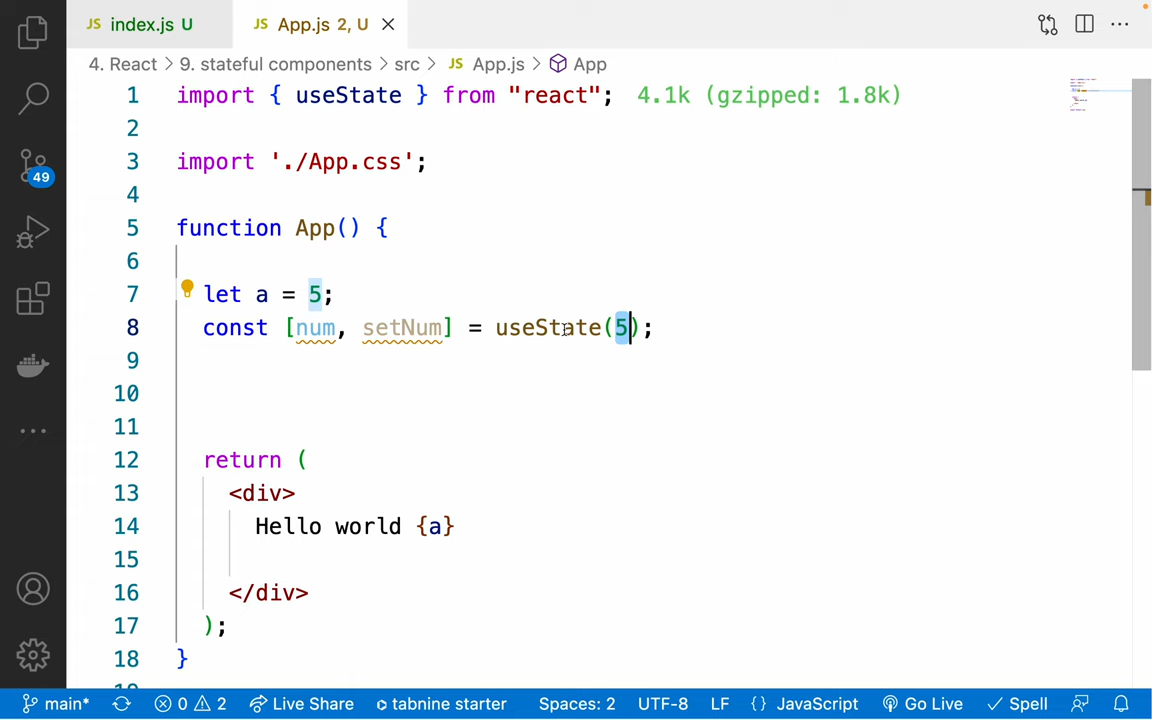 JS index.js U JS App.js 2, U
4. React > 9. stateful components > src > JS App.js > App
1 import { useState } from "react"; 4.1k (gzipped: 1.8k)
2
3 import './App.css';
4
5 function App() {
6
7 let a = 5;
8 const [num, setNum] = useState(5);
9
10
11
12 return (
13 <div>
14 Hello world {a}
15
16 </div>
17 );
18 }
49
main* 0 2 Live Share tabnine starter Spaces: 2 UTF-8 LF {} JavaScript Go Live Spell